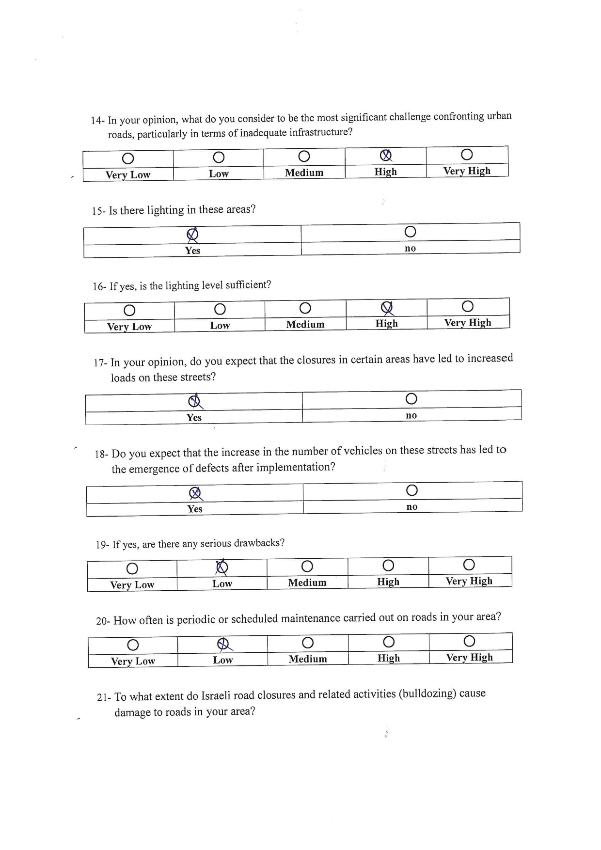 14- In your opinion, what do you consider to be the most significant challenge confronting urban
roads, particularly in terms of inadequate infrastructure?
Very Low Low Medium High Very High
15- Is there lighting in these areas?
Yes no
16- If yes, is the lighting level sufficient?
Very Low Low Medium High Very High
17- In your opinion, do you expect that the closures in certain areas have led to increased
loads on these streets?
Yes no
18- Do you expect that the increase in the number of vehicles on these streets has led to
the emergence of defects after implementation?
Yes no
19- If yes, are there any serious drawbacks?
Very Low Low Medium High Very High
20- How often is periodic or scheduled maintenance carried out on roads in your area?
Very Low Low Medium High Very High
21- To what extent do Israeli road closures and related activities (bulldozing) cause
damage to roads in your area?